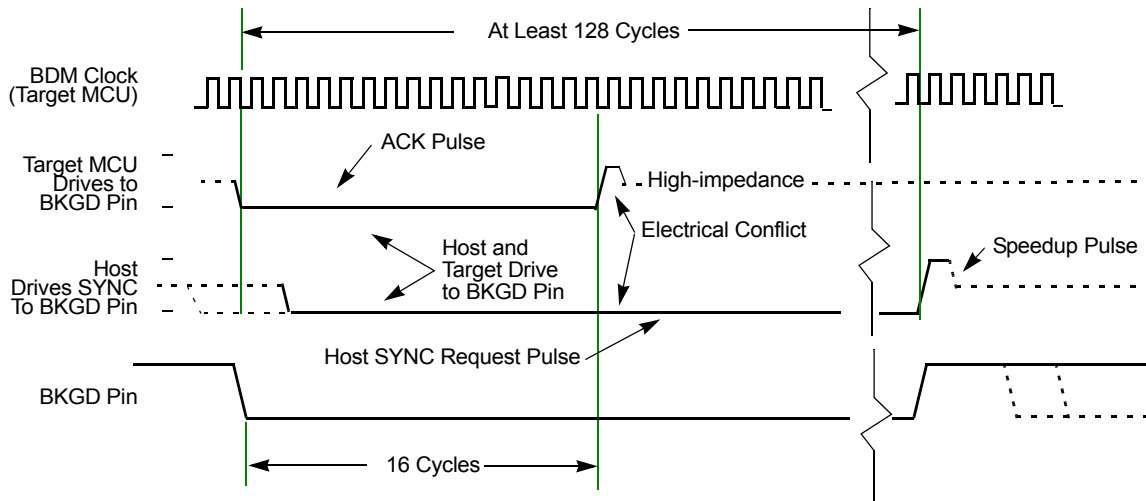 At Least 128 Cycles
BDM Clock
(Target MCU)
ACK Pulse
Target MCU
Drives to
BKGD Pin
High-impedance
Electrical Conflict
Host and
Target Drive
to BKGD Pin
Speedup Pulse
Host
Drives SYNC
To BKGD Pin
Host SYNC Request Pulse
BKGD Pin
16 Cycles